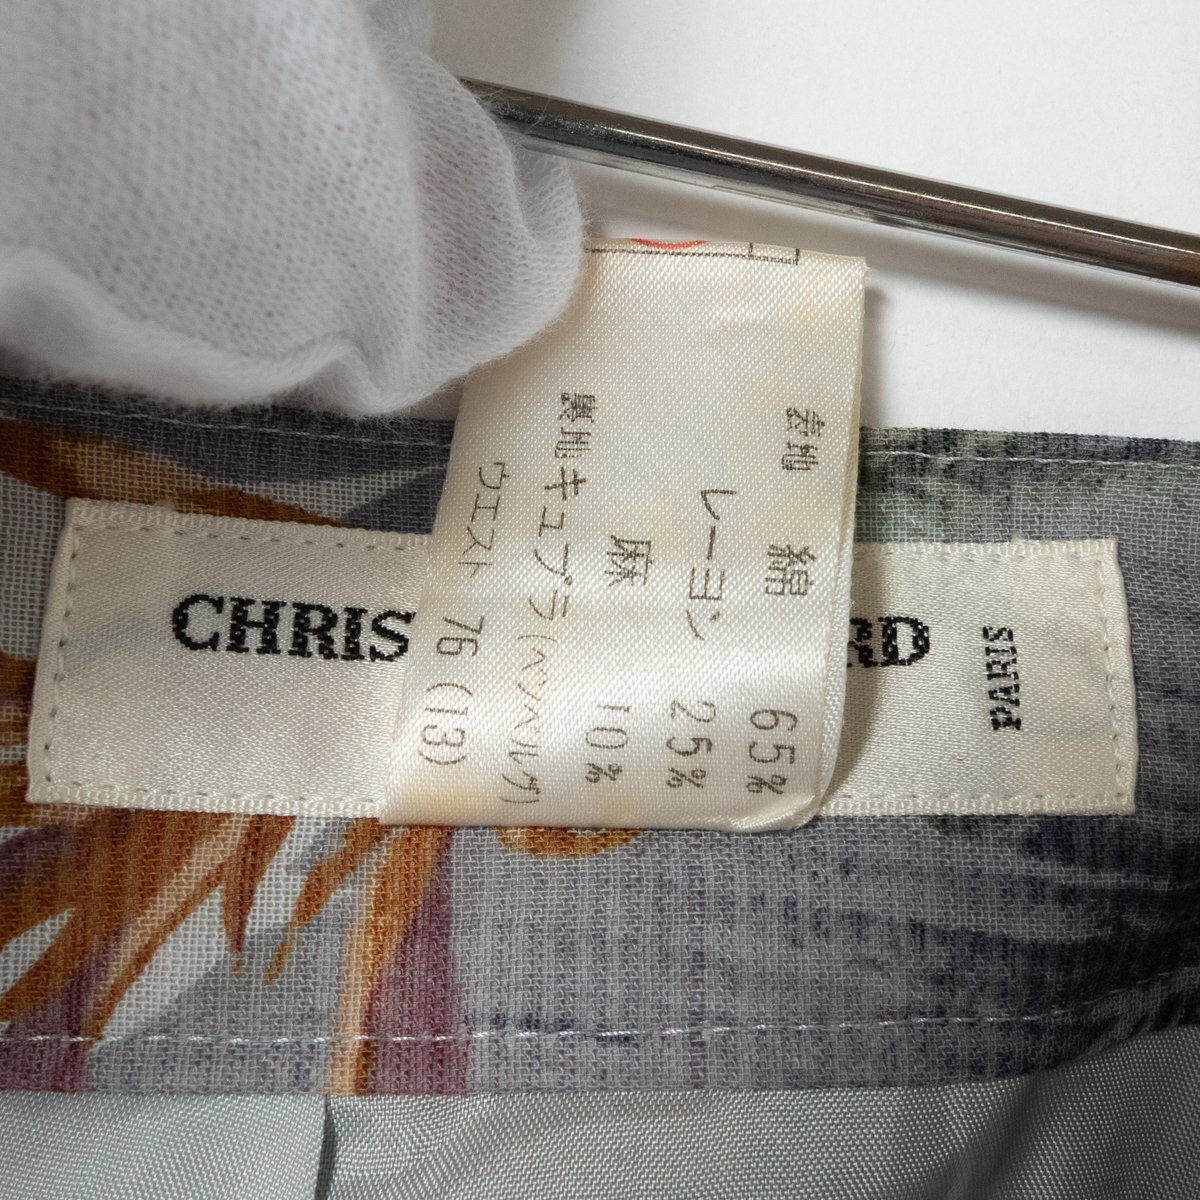 CHRIS
RD
PARIS
表地 綿 65%
レーヨン 25%
麻 10%
裏地キュプラ(ベンベルグ)
ウエスト 76(13)